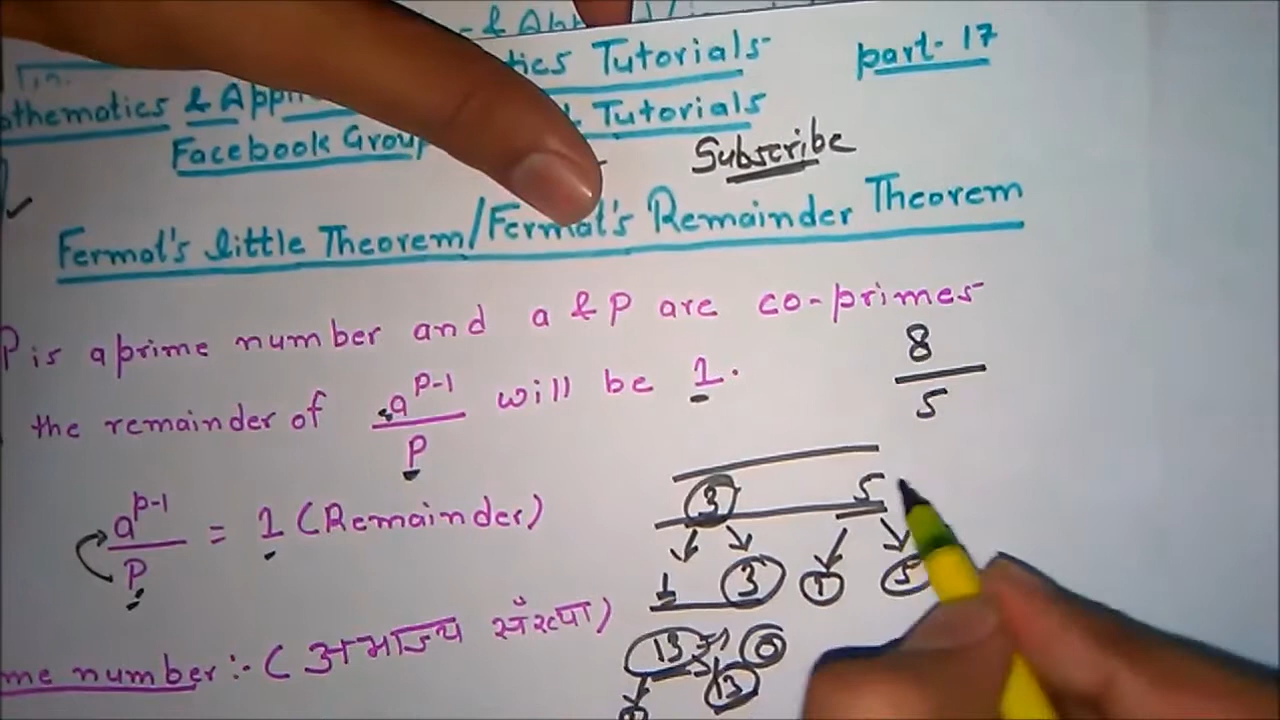 tics Tutorials part-17
athematics & App Tutorials
Facebook Group
Subscribe
Fermat's little Theorem/Fermat's Remainder Theorem
P is a prime number and a & P are co-primes
the remainder of a^{P-1}/P will be 1.
8/5
a^{P-1}/P = 1 (Remainder)
3 5
1 3 1 5
me number:- (अभाज्य संख्या)
13
13